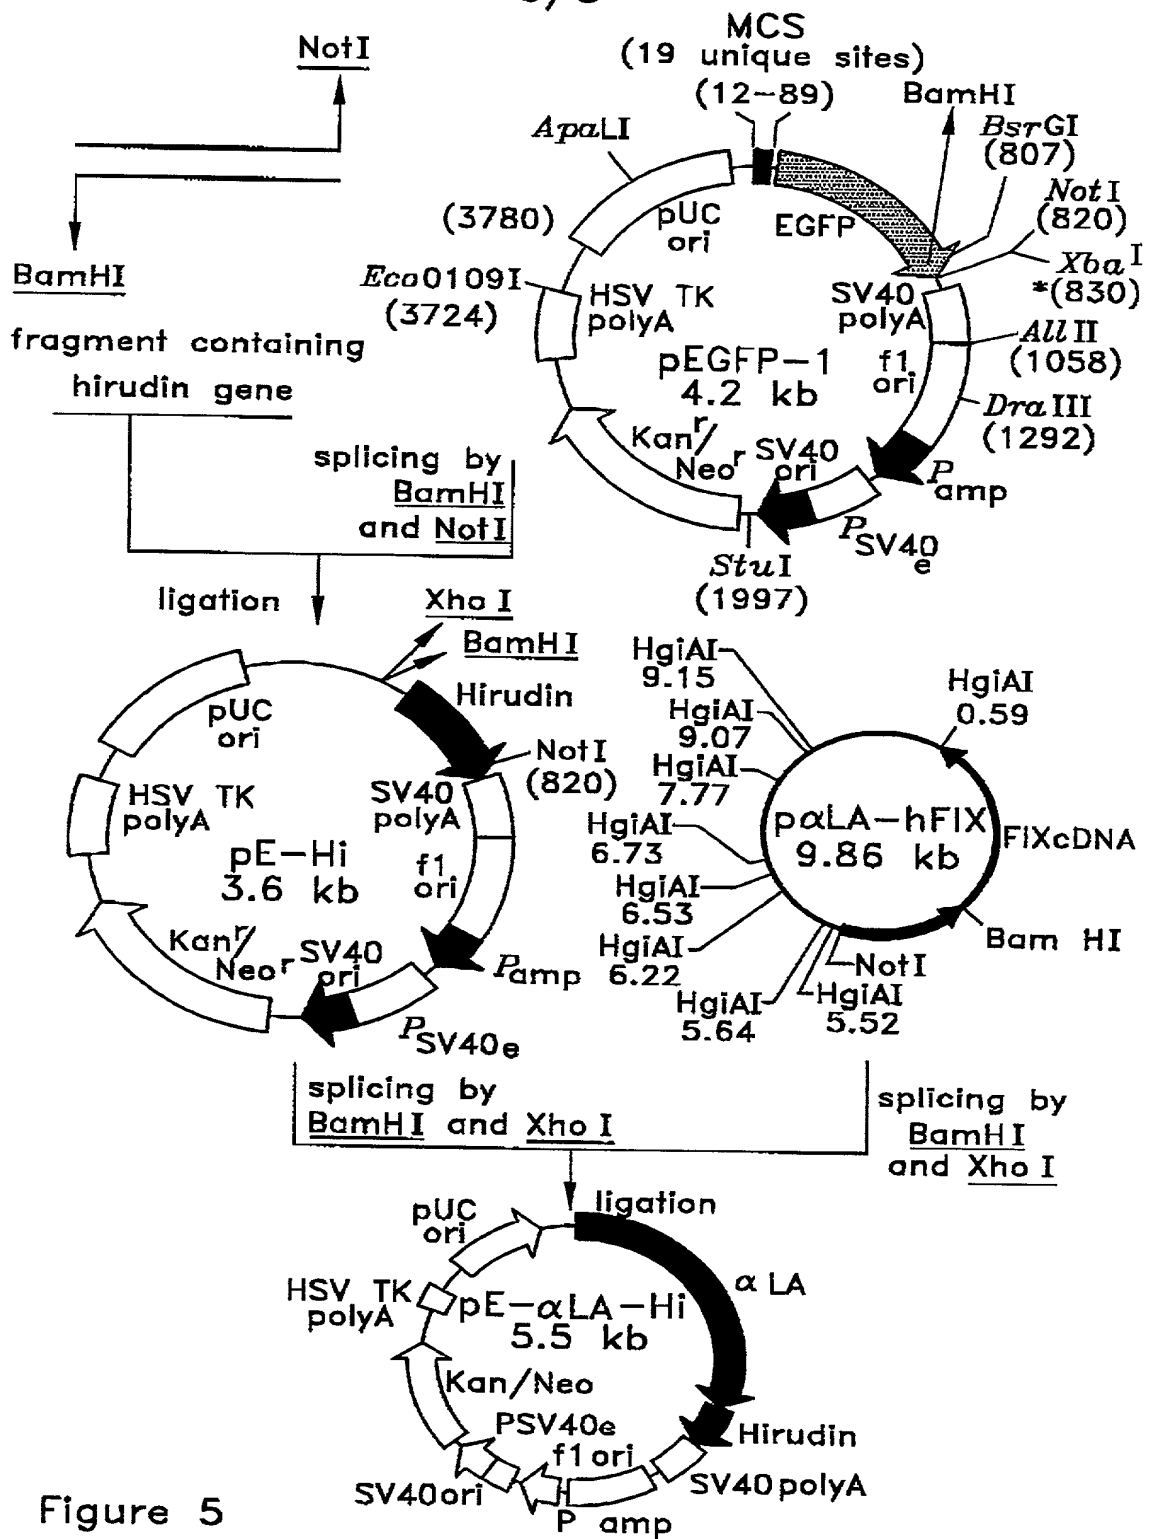 NotI
BamHI
fragment containing
hirudin gene
splicing by
BamHI
and NotI
ligation
MCS
(19 unique sites)
(12-89)
BamHI
ApaLI
BsrGI
(807)
NotI
(820)
XbaI
*(830)
(3780)
pUC
ori
EGFP
EcoO109I
(3724)
HSV TK
polyA
SV40
polyA
AllII
(1058)
pEGFP-1
4.2 kb
f1
ori
DraIII
(1292)
Kanr/
Neor
SV40
ori
Pamp
PSV40e
StuI
(1997)
Xho I
BamHI
Hirudin
pUC
ori
NotI
(820)
HSV TK
polyA
SV40
polyA
pE-Hi
3.6 kb
f1
ori
Kanr/
Neor
SV40
ori
Pamp
PSV40e
HgiAI
9.15
HgiAI
0.59
HgiAI
9.07
HgiAI
7.77
HgiAI
6.73
pαLA-hFIX
9.86 kb
FIXcDNA
HgiAI
6.53
HgiAI
6.22
Bam HI
NotI
HgiAI
5.64
HgiAI
5.52
splicing by
BamHI and Xho I
splicing by
BamHI
and Xho I
ligation
pUC
ori
α LA
HSV TK
polyA
pE-αLA-Hi
5.5 kb
Kan/Neo
PSV40e
f1 ori
Hirudin
SV40ori
SV40 polyA
P amp
Figure 5